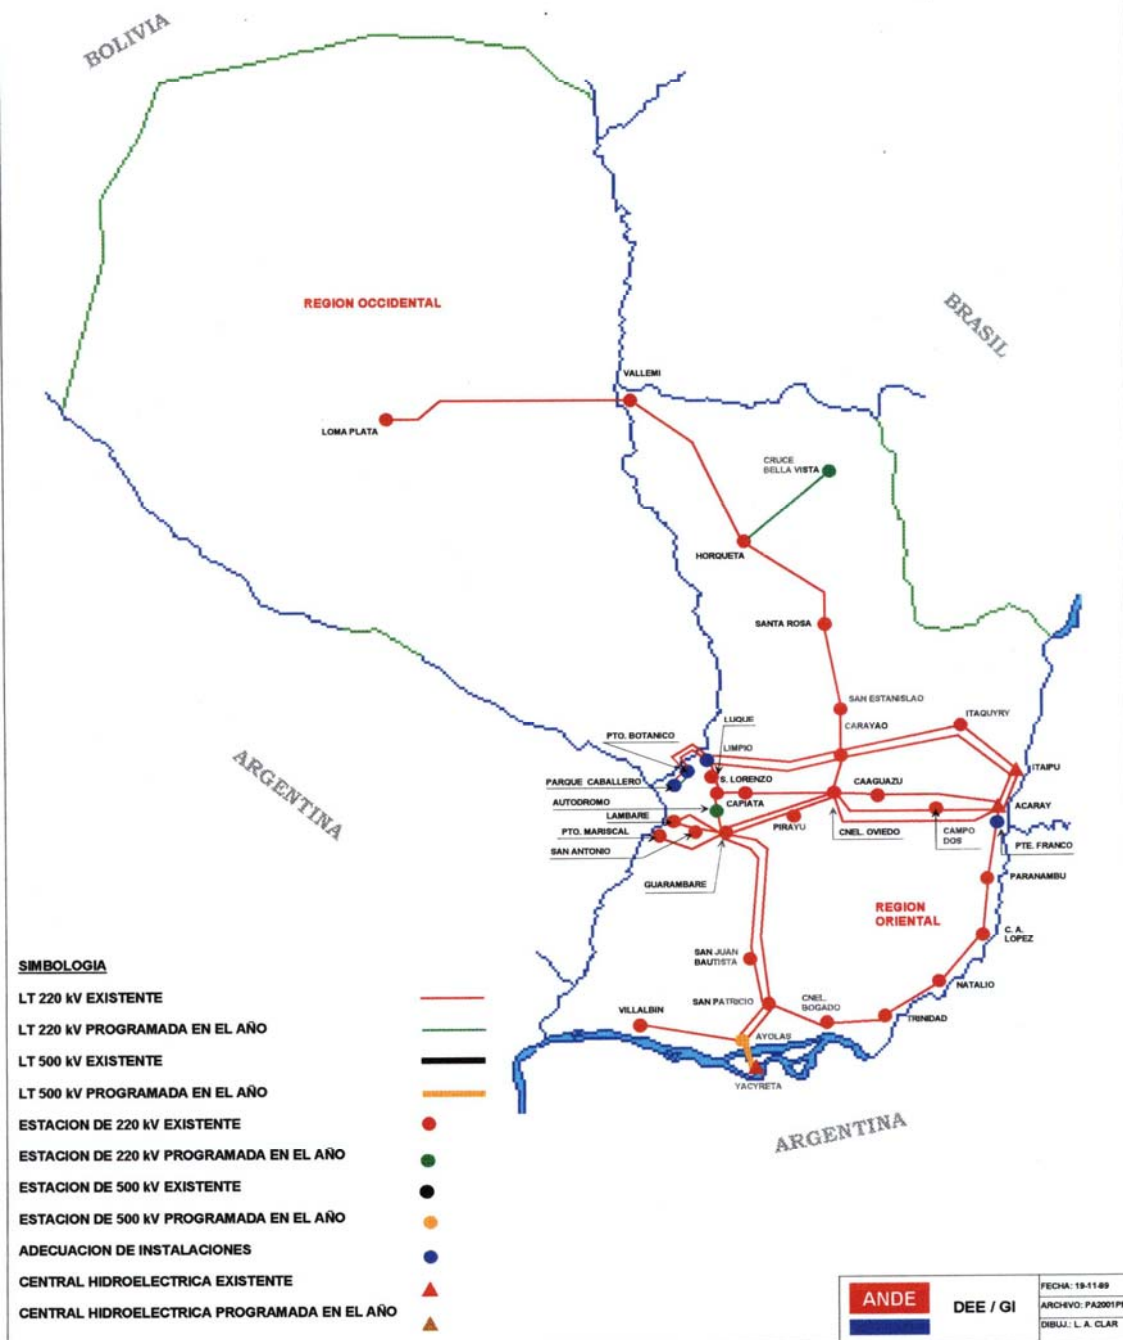 BOLIVIA
REGION OCCIDENTAL
BRASIL
VALLEMI
LOMA PLATA
CRUCE
BELLA VISTA
HORQUETA
SANTA ROSA
SAN ESTANISLAO
CARAYAO
ITAQUYRY
LUQUE
PTO. BOTANICO
LIMPIO
ITAIPU
S. LORENZO
PARQUE CABALLERO
CAAGUAZU
AUTODROMO
CAPIATA
ACARAY
LAMBARE
PIRAYU
PTO. MARISCAL
CNEL. OVIEDO
CAMPO
DOS
PTE. FRANCO
SAN ANTONIO
GUARAMBARE
PARANAMBU
ARGENTINA
REGION
ORIENTAL
C. A.
LOPEZ
SAN JUAN
BAUTISTA
NATALIO
SAN PATRICIO
CNEL.
BOGADO
VILLALBIN
TRINIDAD
AYOLAS
YACYRETA
ARGENTINA
SIMBOLOGIA
LT 220 kV EXISTENTE
LT 220 kV PROGRAMADA EN EL AÑO
LT 500 kV EXISTENTE
LT 500 kV PROGRAMADA EN EL AÑO
ESTACION DE 220 kV EXISTENTE
ESTACION DE 220 kV PROGRAMADA EN EL AÑO
ESTACION DE 500 kV EXISTENTE
ESTACION DE 500 kV PROGRAMADA EN EL AÑO
ADECUACION DE INSTALACIONES
CENTRAL HIDROELECTRICA EXISTENTE
CENTRAL HIDROELECTRICA PROGRAMADA EN EL AÑO
ANDE
DEE / GI
FECHA: 19-11-
ARCHIVO:
DIBUJ.: L. A. CLAR